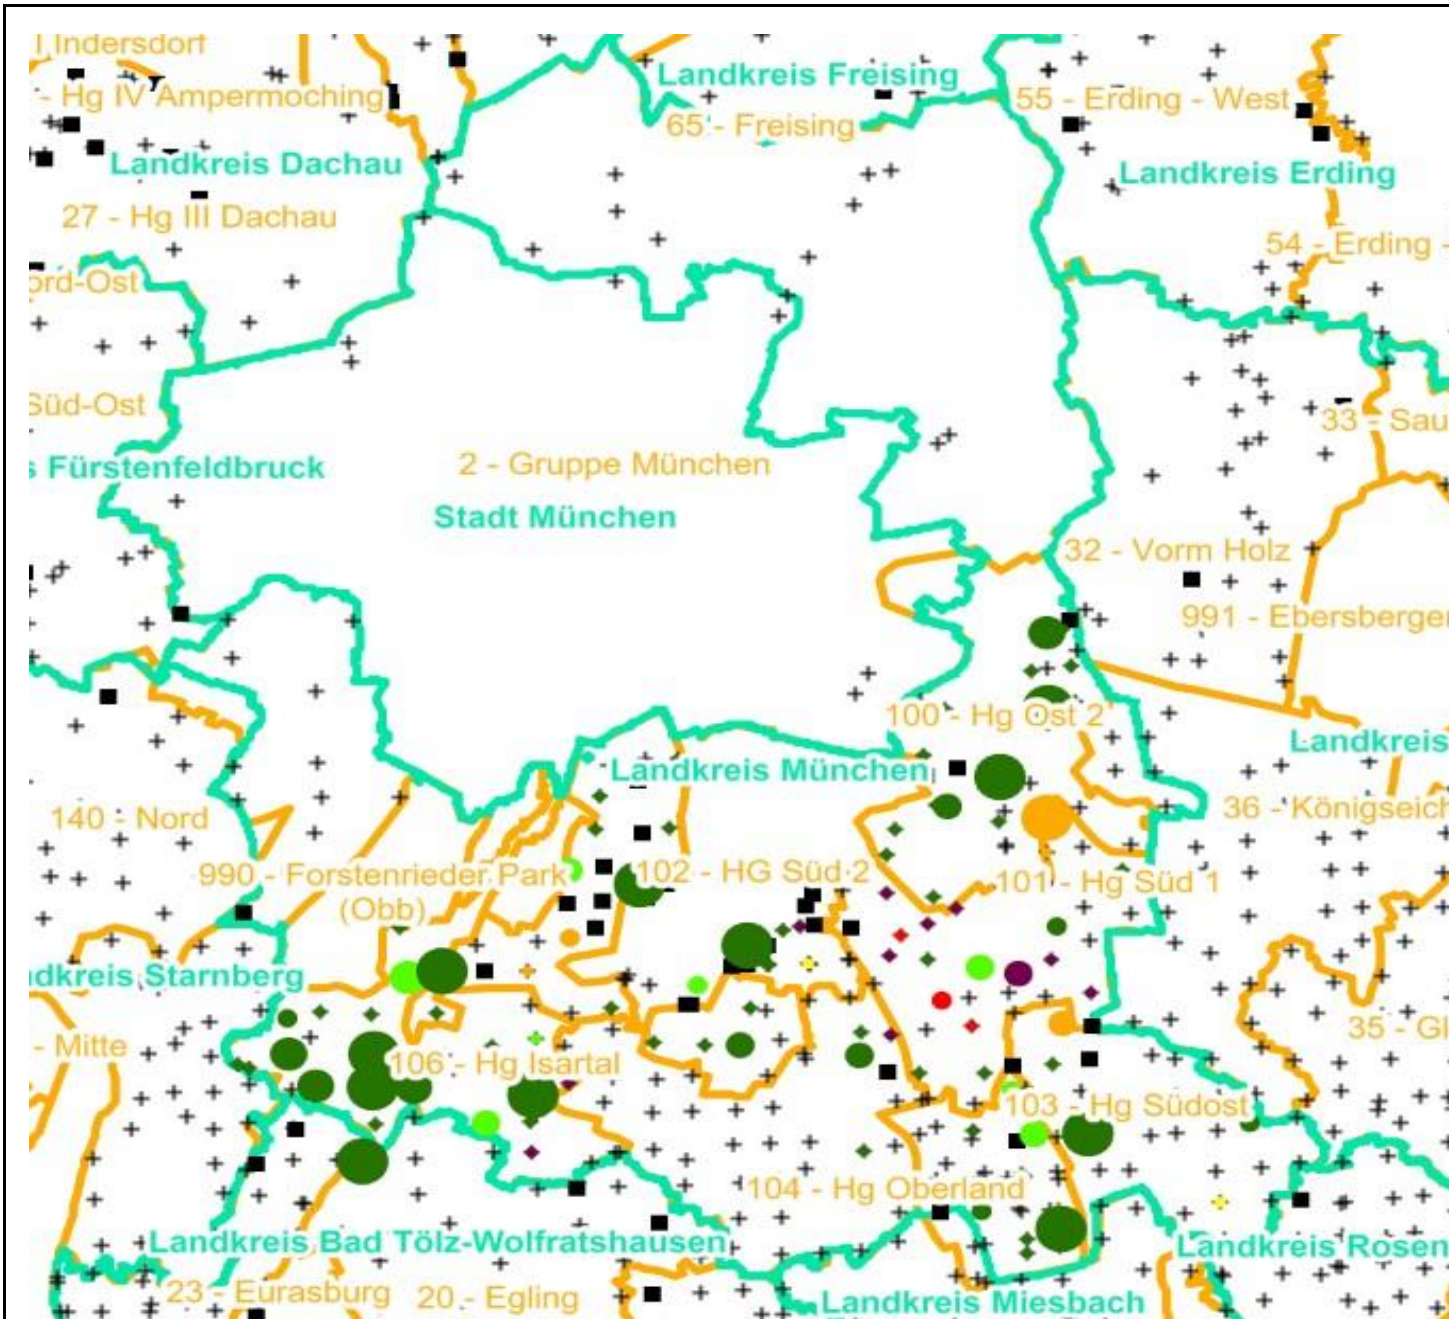 Indersdorf
Landkreis Freising
- Hg IV Ampermoching
55 - Erding - West
65 - Freising
Landkreis Dachau
Landkreis Erding
27 - Hg III Dachau
54 - Erding -
ord-Ost
Süd-Ost
33 - Sau
2 - Gruppe München
s Fürstenfeldbruck
Stadt München
32 - Vorm Holz
991 - Ebersberger
100 - Hg Ost 2
Landkreis
Landkreis München
36 - Königseich
140 - Nord
990 - Forstenrieder Park
(Obb)
102 - HG Süd 2
101 - Hg Süd 1
ndkreis Starnberg
35 - Gl
- Mitte
106 - Hg Isartal
103 - Hg Südost
104 - Hg Oberland
Landkreis Bad Tölz-Wolfratshausen
Landkreis Rosen
23 - Eurasburg
20 - Egling
Landkreis Miesbach